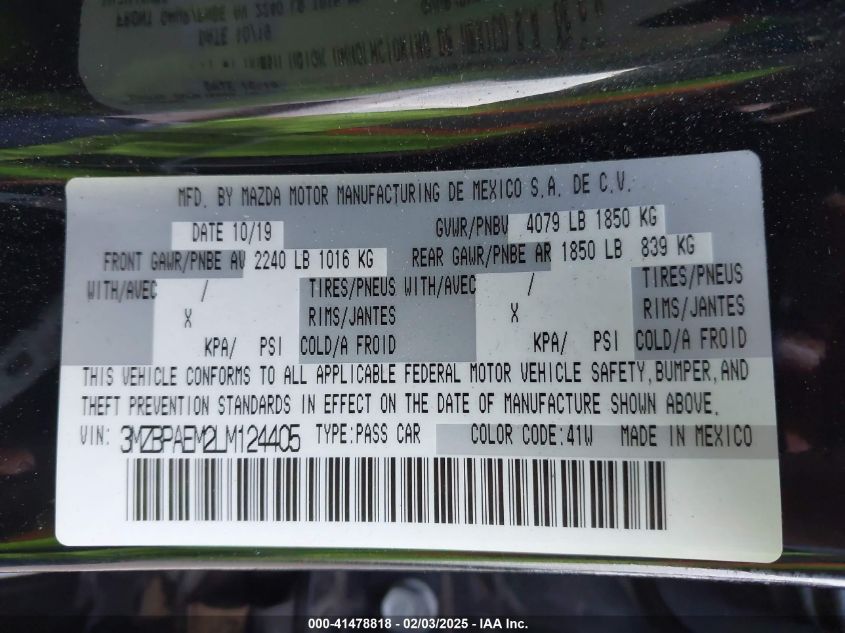 MFD. BY MAZDA MOTOR MANUFACTURING DE MEXICO S.A. DE C.V.
DATE 10/19 GVWR/PNBV 4079 LB 1850 KG
FRONT GAWR/PNBE AV 2240 LB 1016 KG REAR GAWR/PNBE AR 1850 LB 839 KG
WITH/AVEC / TIRES/PNEUS WITH/AVEC / TIRES/PNEUS
X RIMS/JANTES X RIMS/JANTES
KPA/ PSI COLD/A FROID KPA/ PSI COLD/A FROID
THIS VEHICLE CONFORMS TO ALL APPLICABLE FEDERAL MOTOR VEHICLE SAFETY, BUMPER, AND
THEFT PREVENTION STANDARDS IN EFFECT ON THE DATE OF MANUFACTURE SHOWN ABOVE.
VIN: 3MZBPAEM2LM124405 TYPE:PASS CAR COLOR CODE:41W MADE IN MEXICO
000-41478818 - 02/03/2025 - IAA Inc.